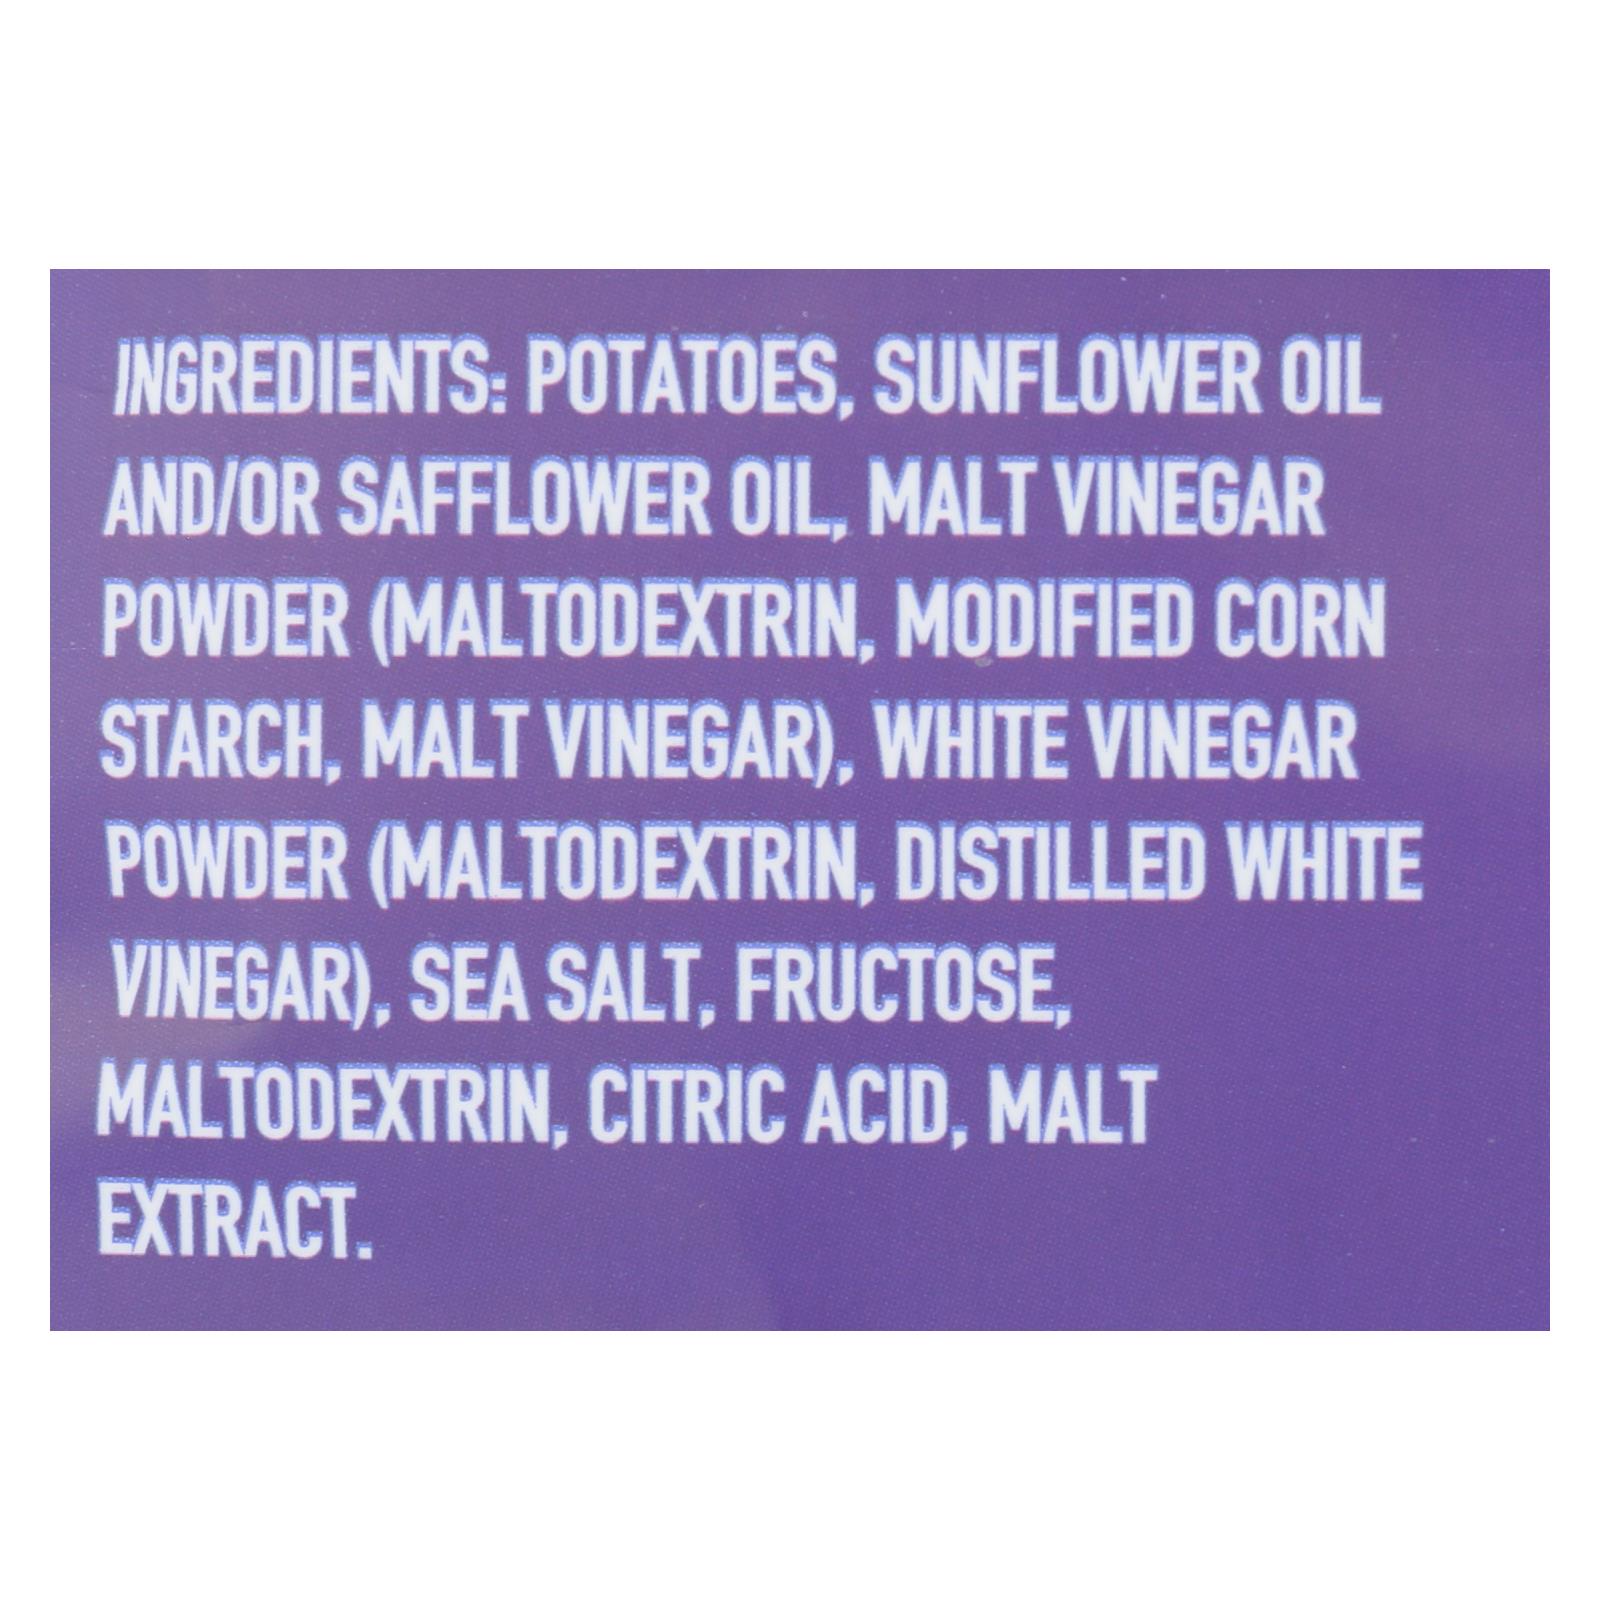 INGREDIENTS: POTATOES, SUNFLOWER OIL
AND/OR SAFFLOWER OIL, MALT VINEGAR
POWDER (MALTODEXTRIN, MODIFIED CORN
STARCH, MALT VINEGAR), WHITE VINEGAR
POWDER (MALTODEXTRIN, DISTILLED WHITE
VINEGAR), SEA SALT, FRUCTOSE,
MALTODEXTRIN, CITRIC ACID, MALT
EXTRACT.